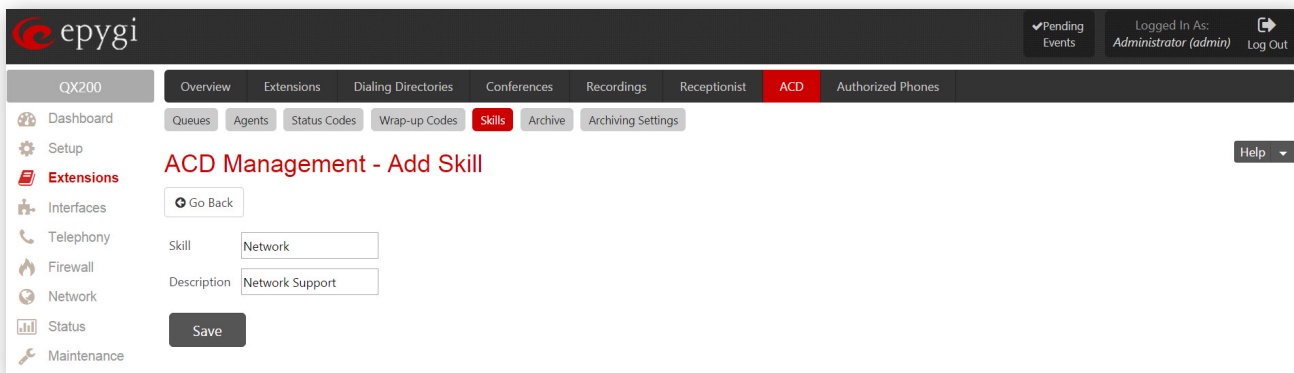 epygi
Pending Events
Logged In As:
Administrator (admin)
Log Out
QX200
Overview Extensions Dialing Directories Conferences Recordings Receptionist ACD Authorized Phones
Dashboard
Setup
Extensions
Interfaces
Telephony
Firewall
Network
Status
Maintenance
Queues Agents Status Codes Wrap-up Codes Skills Archive Archiving Settings
Help
ACD Management - Add Skill
Go Back
Skill Network
Description Network Support
Save